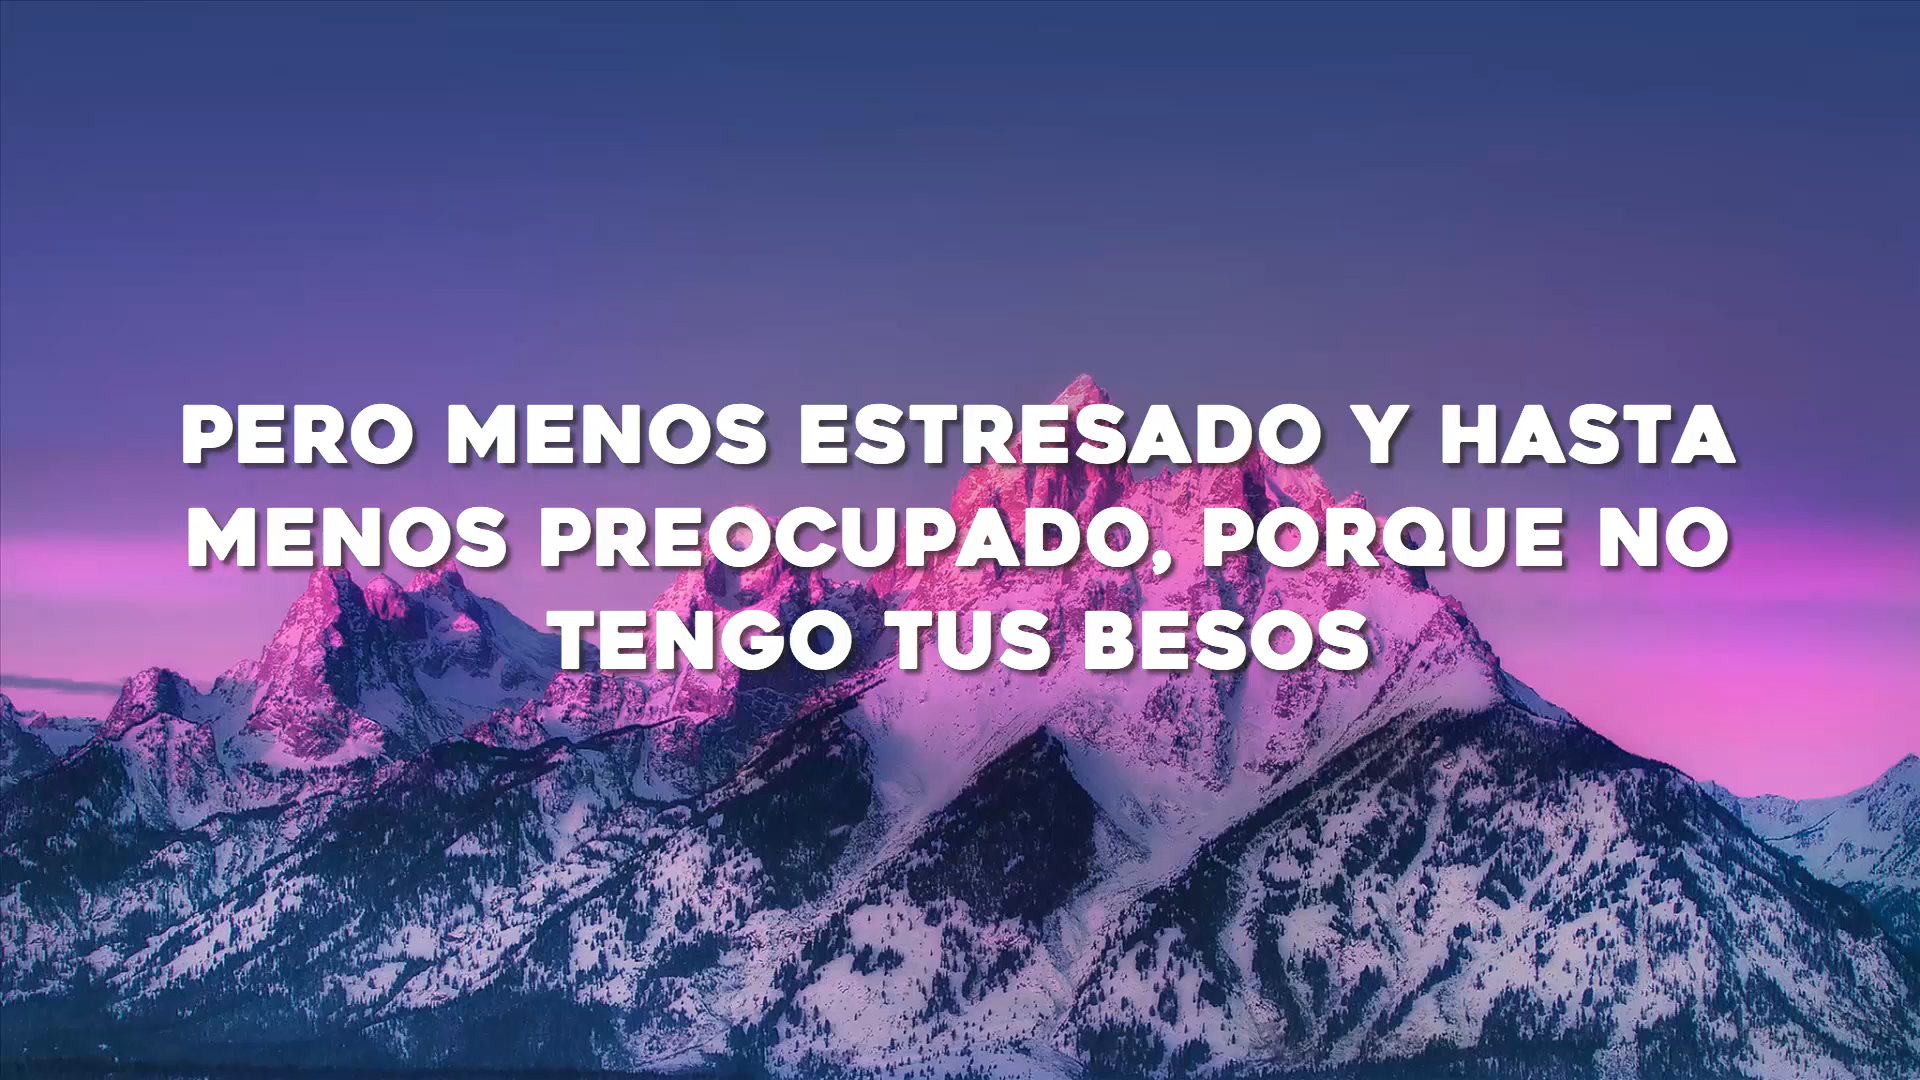 PERO MENOS ESTRESADO Y HASTA
MENOS PREOCUPADO, PORQUE NO
TENGO TUS BESOS